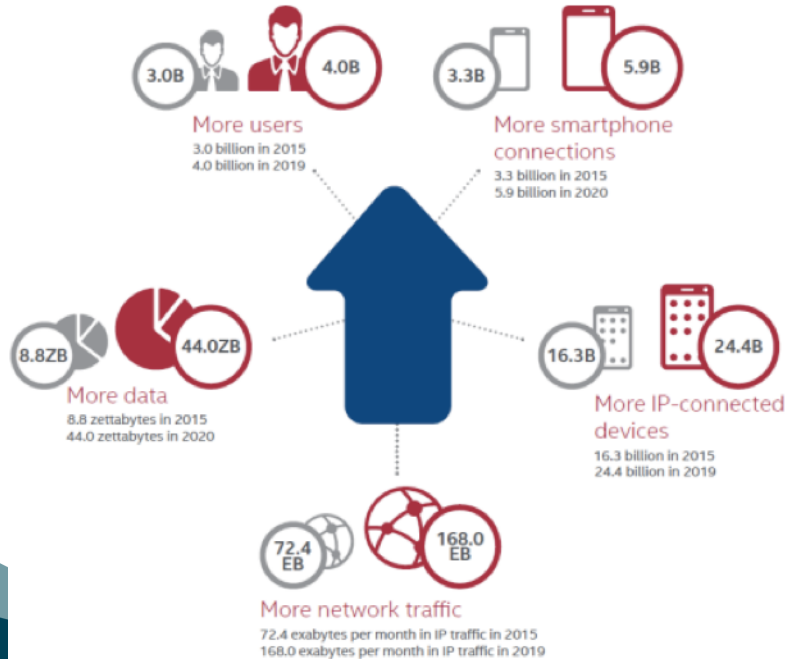 3.0B
4.0B
More users
3.0 billion in 2015
4.0 billion in 2019
3.3B
5.9B
More smartphone
connections
3.3 billion in 2015
5.9 billion in 2020
8.8ZB
44.0ZB
More data
8.8 zettabytes in 2015
44.0 zettabytes in 2020
16.3B
24.4B
More IP-connected
devices
16.3 billion in 2015
24.4 billion in 2019
72.4
EB
168.0
EB
More network traffic
72.4 exabytes per month in IP traffic in 2015
168.0 exabytes per month in IP traffic in 2019